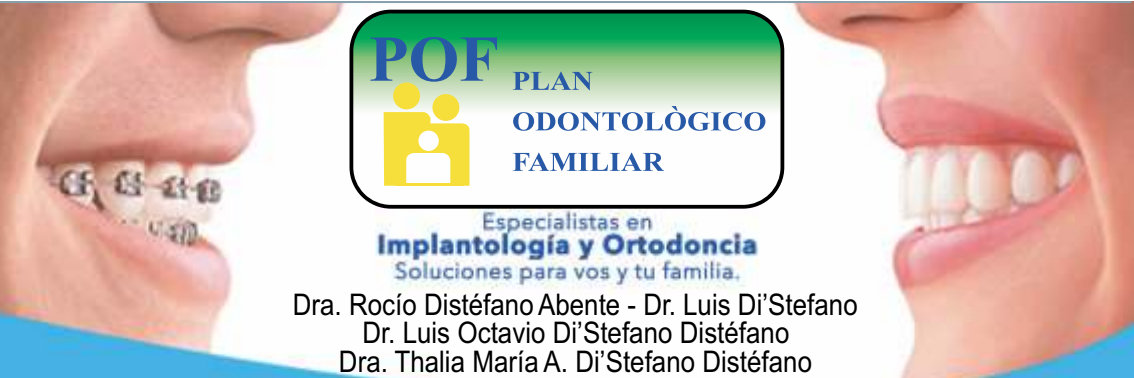 POF
PLAN
ODONTOLÒGICO
FAMILIAR
Especialistas en
Implantología y Ortodoncia
Soluciones para vos y tu familia.
Dra. Rocío Distéfano Abente - Dr. Luis Di’Stefano
Dr. Luis Octavio Di’Stefano Distéfano
Dra. Thalia María A. Di’Stefano Distéfano